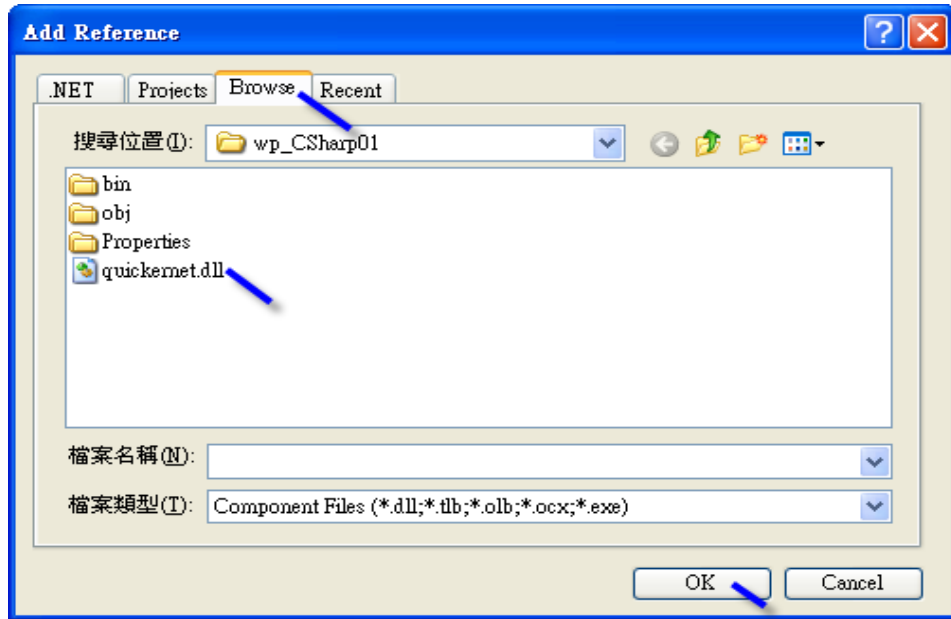 Add Reference
.NET Projects Browse Recent
搜尋位置(I): wp_CSharp01
bin
obj
Properties
quickernet.dll
檔案名稱(N):
檔案類型(T): Component Files (*.dll;*.tlb;*.olb;*.ocx;*.exe)
OK Cancel